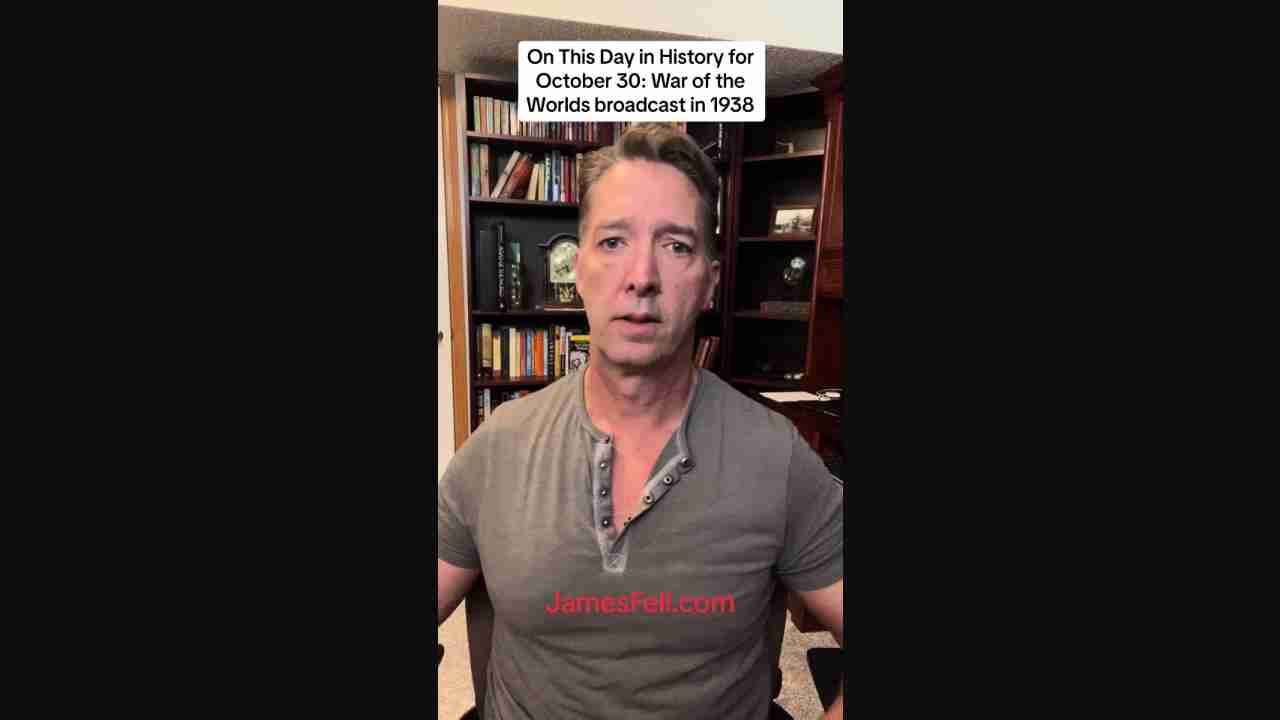 On This Day in History for
October 30: War of the
Worlds broadcast in 1938
JamesFell.com